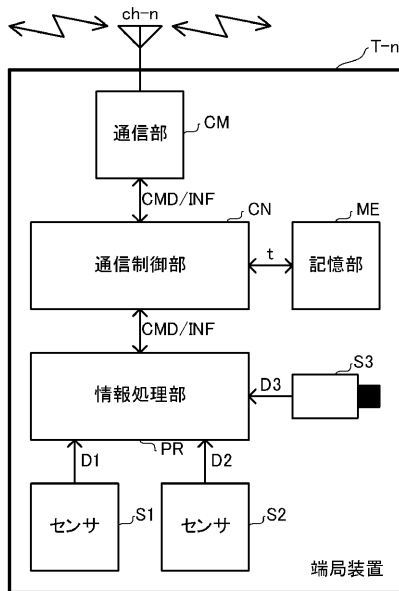 ch-n
T-n
通信部
CM
CMD/INF
CN
ME
通信制御部
t
記憶部
CMD/INF
S3
情報処理部
D3
PR
D1
D2
センサ
S1
センサ
S2
端局装置